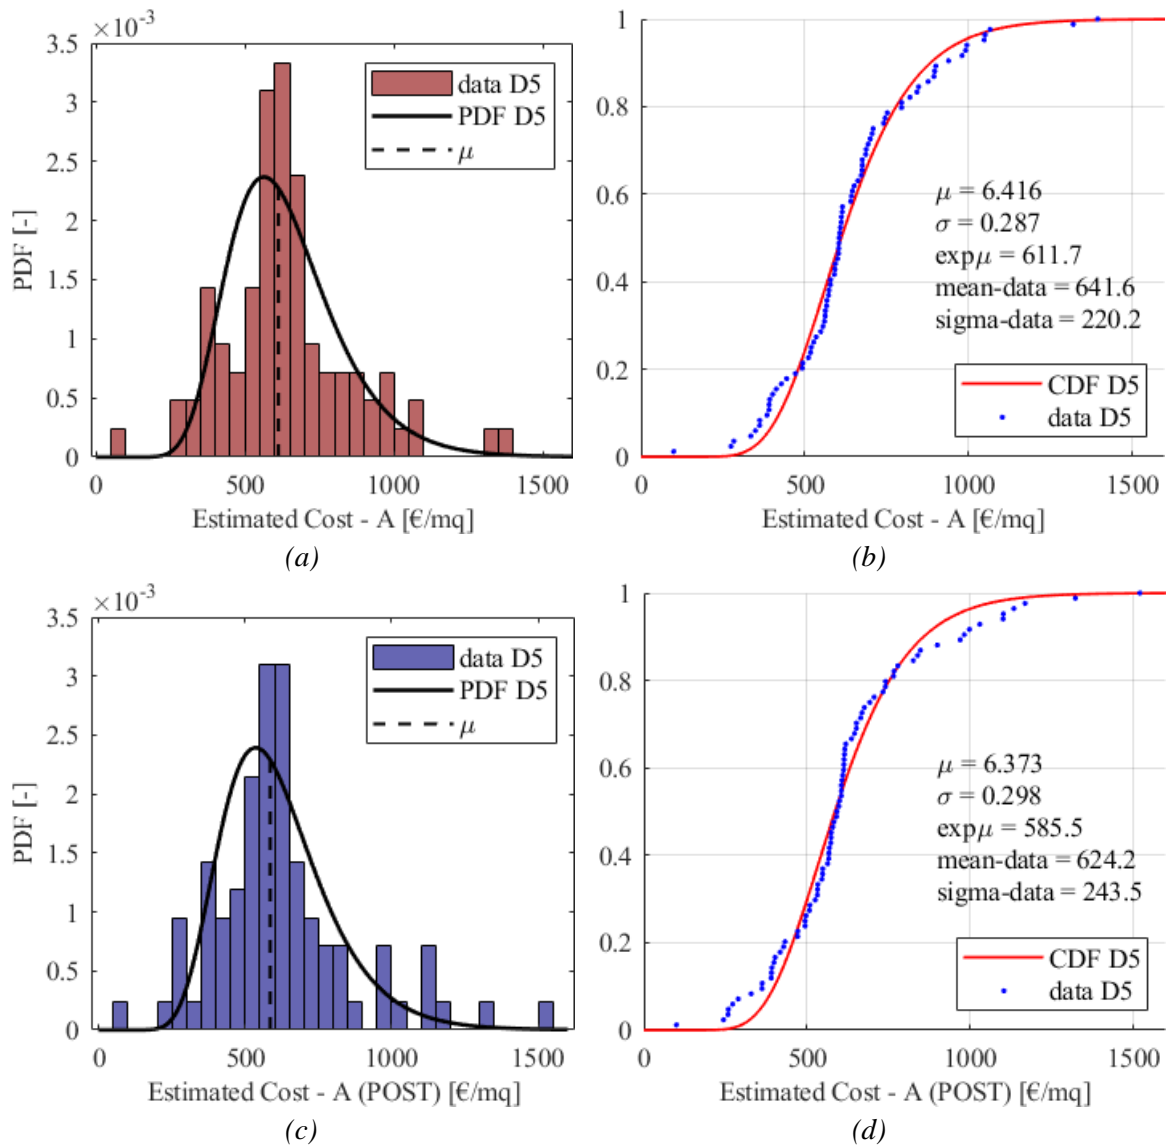 ×10⁻³
3.5
3
2.5
2
1.5
1
0.5
0
PDF [-]
data D5
PDF D5
μ
0 500 1000 1500
Estimated Cost - A [€/mq]
(a)
1
0.8
0.6
0.4
0.2
0
μ = 6.416
σ = 0.287
expμ = 611.7
mean-data = 641.6
sigma-data = 220.2
CDF D5
data D5
0 500 1000 1500
Estimated Cost - A [€/mq]
(b)
×10⁻³
3.5
3
2.5
2
1.5
1
0.5
0
PDF [-]
data D5
PDF D5
μ
0 500 1000 1500
Estimated Cost - A (POST) [€/mq]
(c)
1
0.8
0.6
0.4
0.2
0
μ = 6.373
σ = 0.298
expμ = 585.5
mean-data = 624.2
sigma-data = 243.5
CDF D5
data D5
0 500 1000 1500
Estimated Cost - A (POST) [€/mq]
(d)